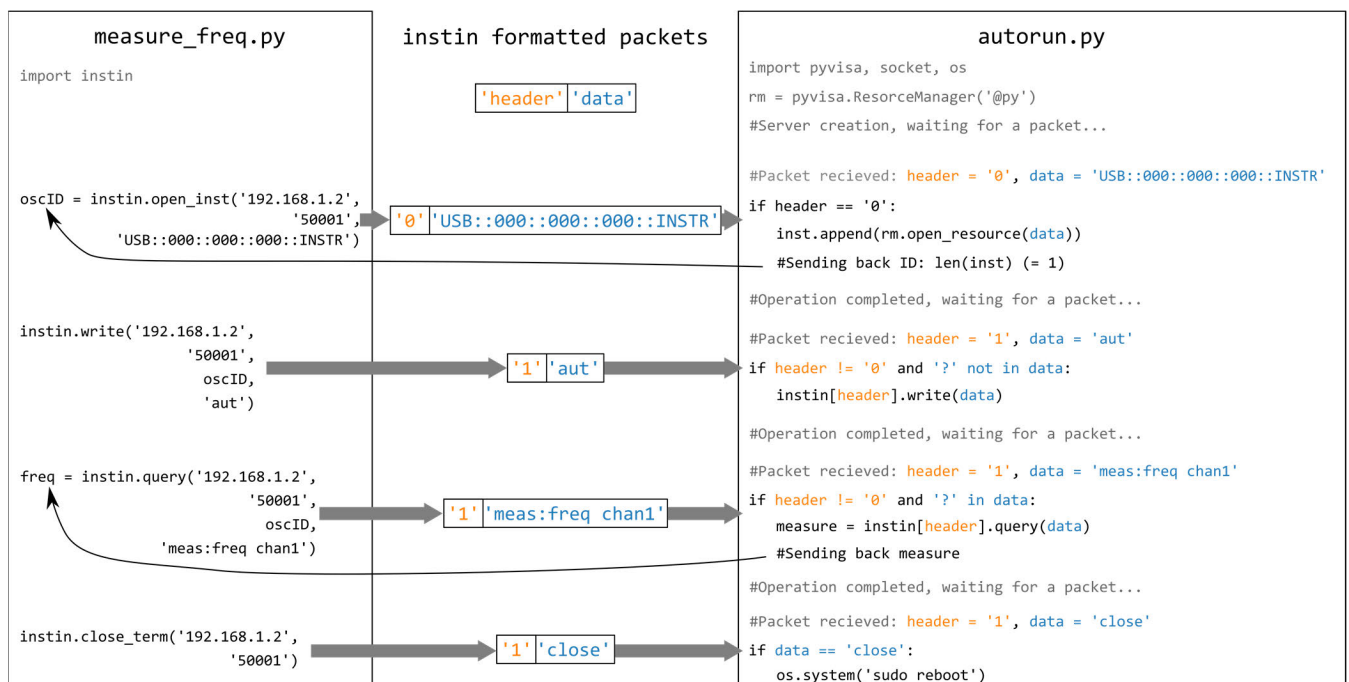 measure_freq.py
import instin
oscID = instin.open_inst('192.168.1.2',
'50001',
'USB::000::000::000::INSTR')
instin.write('192.168.1.2',
'50001',
oscID,
'aut')
freq = instin.query('192.168.1.2',
'50001',
oscID,
'meas:freq chan1')
instin.close_term('192.168.1.2',
'50001')
instin formatted packets
'header' 'data'
'0' 'USB::000::000::000::INSTR'
'1' 'aut'
'1' 'meas:freq chan1'
'1' 'close'
autorun.py
import pyvisa, socket, os
rm = pyvisa.ResorceManager('@py')
#Server creation, waiting for a packet...
#Packet recieved: header = '0', data = 'USB::000::000::000::INSTR'
if header == '0':
inst.append(rm.open_resource(data))
#Sending back ID: len(inst) (= 1)
#Operation completed, waiting for a packet...
#Packet recieved: header = '1', data = 'aut'
if header != '0' and '?' not in data:
instin[header].write(data)
#Operation completed, waiting for a packet...
#Packet recieved: header = '1', data = 'meas:freq chan1'
if header != '0' and '?' in data:
measure = instin[header].query(data)
#Sending back measure
#Operation completed, waiting for a packet...
#Packet recieved: header = '1', data = 'close'
if data == 'close':
os.system('sudo reboot')